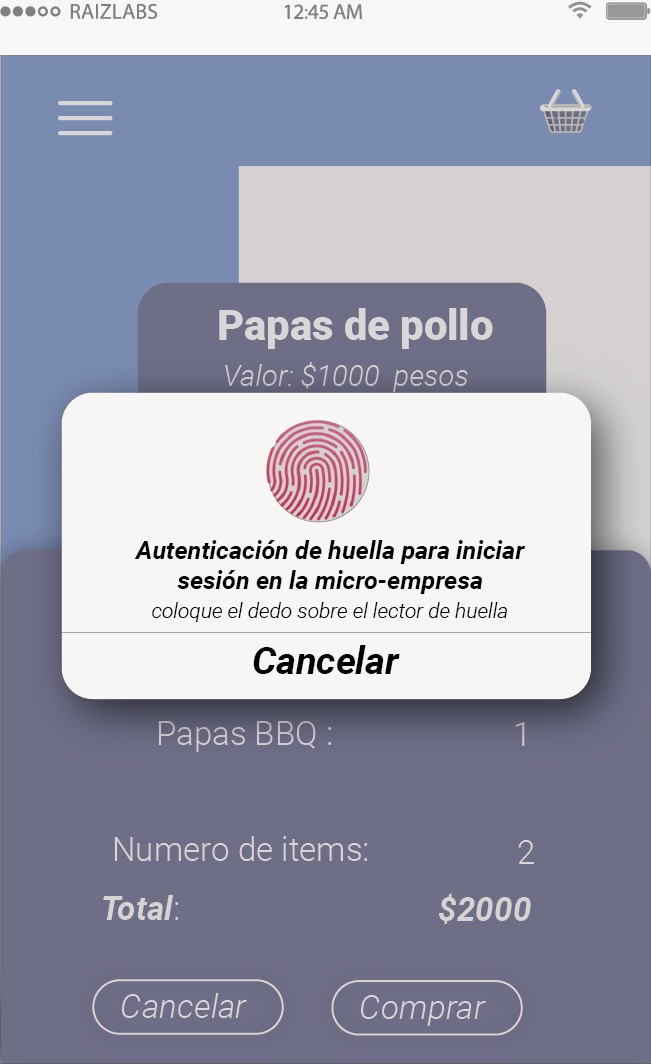 RAIZLABS 12:45 AM
Papas de pollo
Valor: $1000 pesos
Autenticación de huella para iniciar
sesión en la micro-empresa
coloque el dedo sobre el lector de huella
Cancelar
Papas BBQ : 1
Numero de items: 2
Total: $2000
Cancelar Comprar